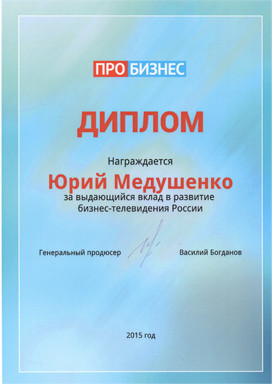 ПРО БИЗНЕС
ДИПЛОМ
Награждается
Юрий Медушенко
за выдающийся вклад в развитие
бизнес-телевидения России
Генеральный продюсер Василий Богданов
2015 год